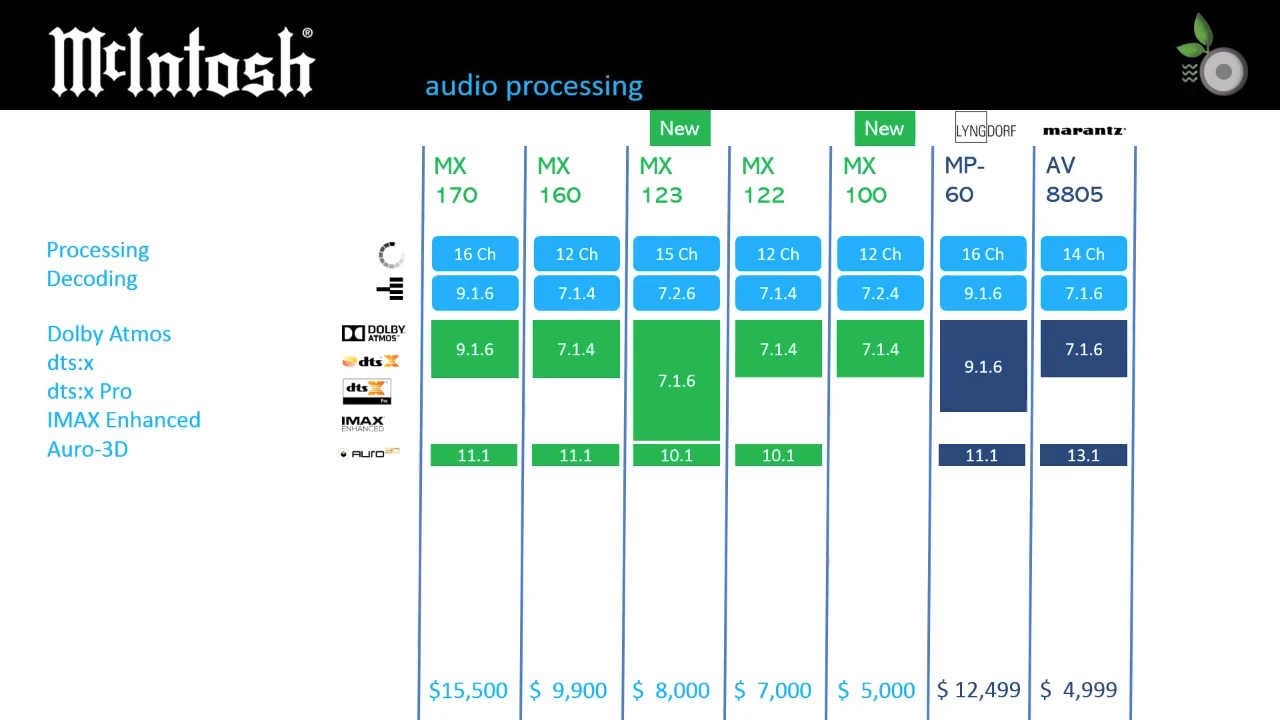 McIntosh®
audio processing
New
New
LYNGDORF
marantz
MX 170
MX 160
MX 123
MX 122
MX 100
MP-60
AV 8805
Processing
16 Ch 12 Ch 15 Ch 12 Ch 12 Ch 16 Ch 14 Ch
Decoding
9.1.6 7.1.4 7.2.6 7.1.4 7.2.4 9.1.6 7.1.6
Dolby Atmos DOLBY ATMOS
9.1.6 7.1.4 7.1.6 7.1.4 7.1.4 9.1.6 7.1.6
dts:x dts X
dts:x Pro dts X Pro
IMAX Enhanced IMAX ENHANCED
Auro-3D AURO 3D 11.1 11.1 10.1 10.1 11.1 13.1
$15,500 $ 9,900 $ 8,000 $ 7,000 $ 5,000 $ 12,499 $ 4,999